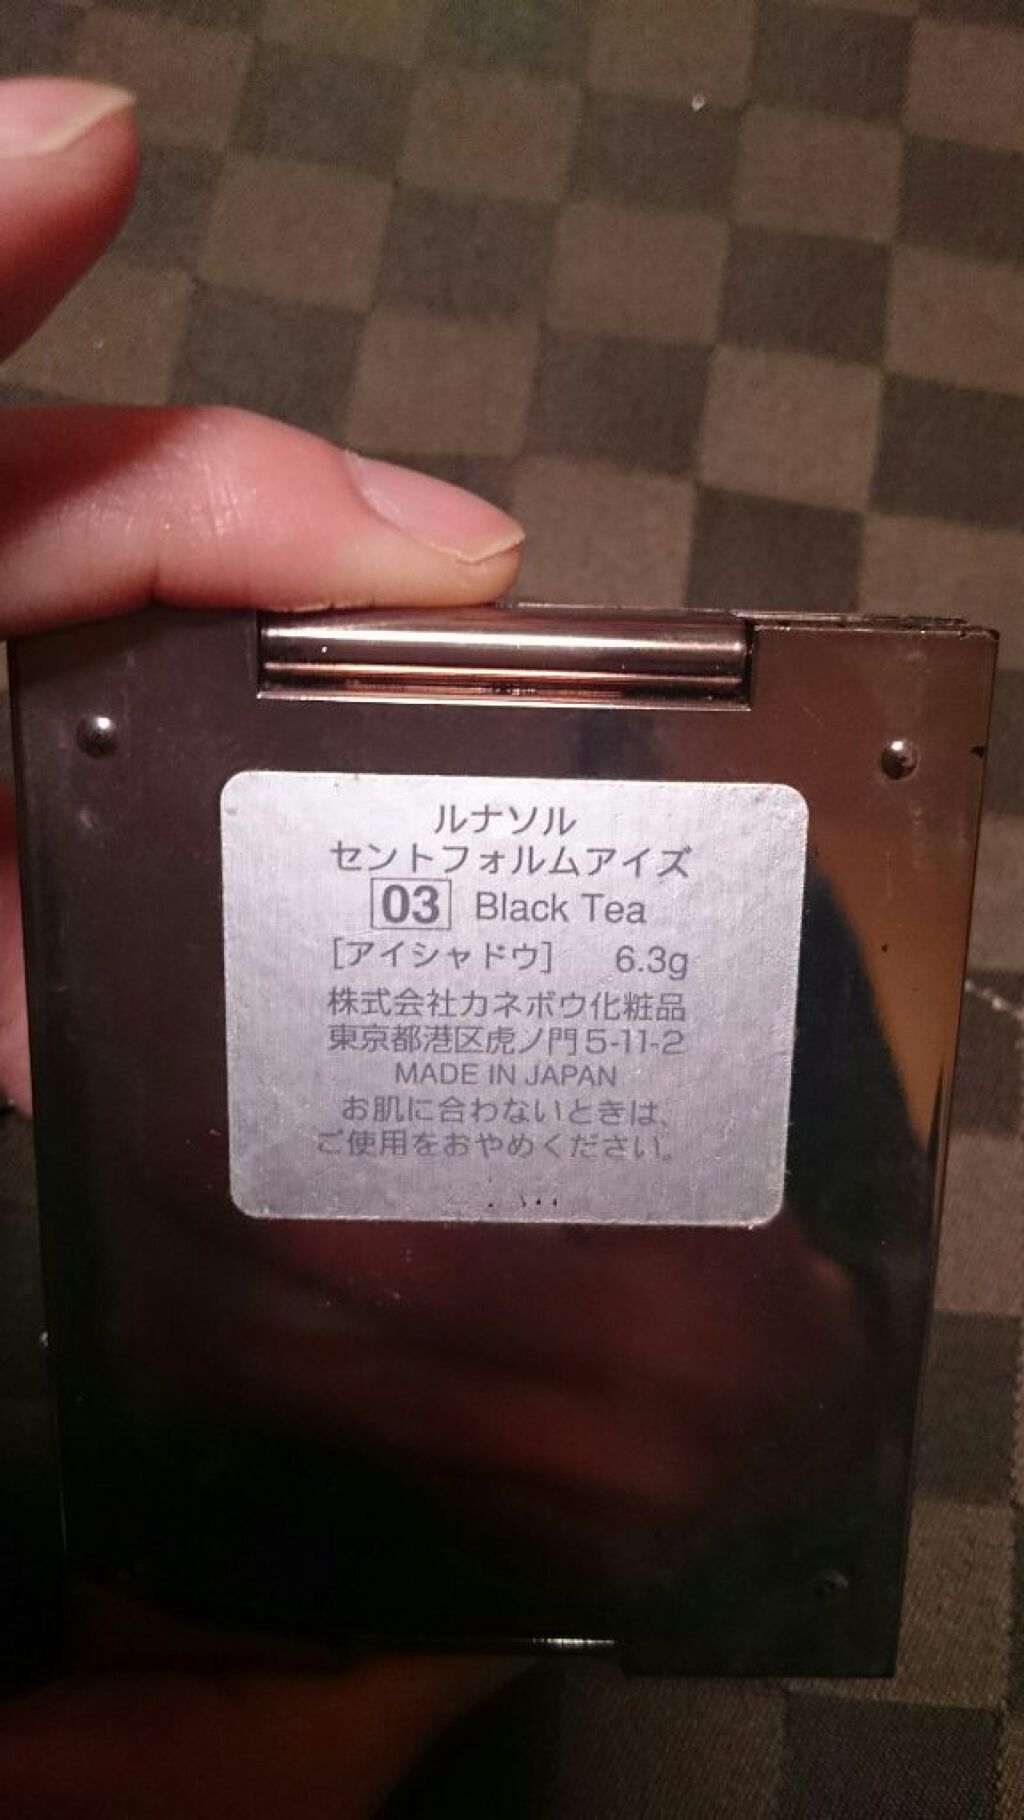 ルナソル
セントフォルムアイズ
03 Black Tea
[アイシャドウ] 6.3g
株式会社カネボウ化粧品
東京都港区虎ノ門5-11-2
MADE IN JAPAN
お肌に合わないときは、
ご使用をおやめください。